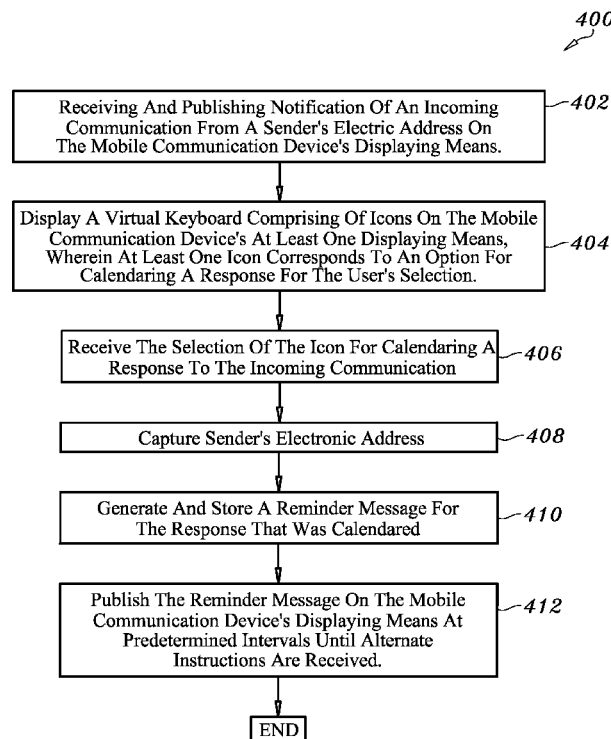 400
Receiving And Publishing Notification Of An Incoming
Communication From A Sender's Electric Address On
The Mobile Communication Device's Displaying Means.
402
Display A Virtual Keyboard Comprising Of Icons On The Mobile
Communication Device's At Least One Displaying Means,
Wherein At Least One Icon Corresponds To An Option For
Calendaring A Response For The User's Selection.
404
Receive The Selection Of The Icon For Calendaring A
Response To The Incoming Communication
406
Capture Sender's Electronic Address
408
Generate And Store A Reminder Message For
The Response That Was Calendared
410
Publish The Reminder Message On The Mobile
Communication Device's Displaying Means At
Predetermined Intervals Until Alternate
Instructions Are Received.
412
END